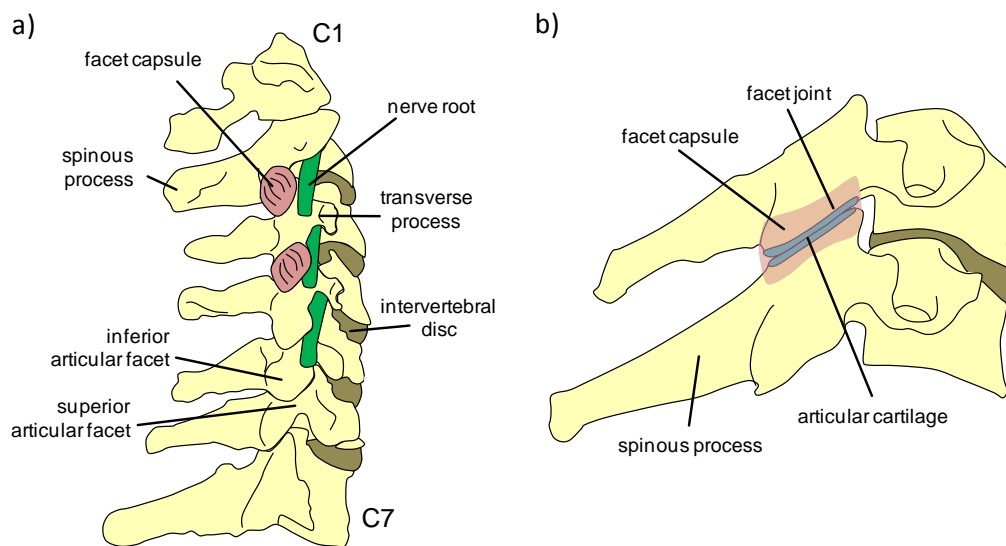 a)
C1
facet capsule
nerve root
spinous
process
transverse
process
intervertebral
disc
inferior
articular facet
superior
articular facet
C7
b)
facet joint
facet capsule
articular cartilage
spinous process